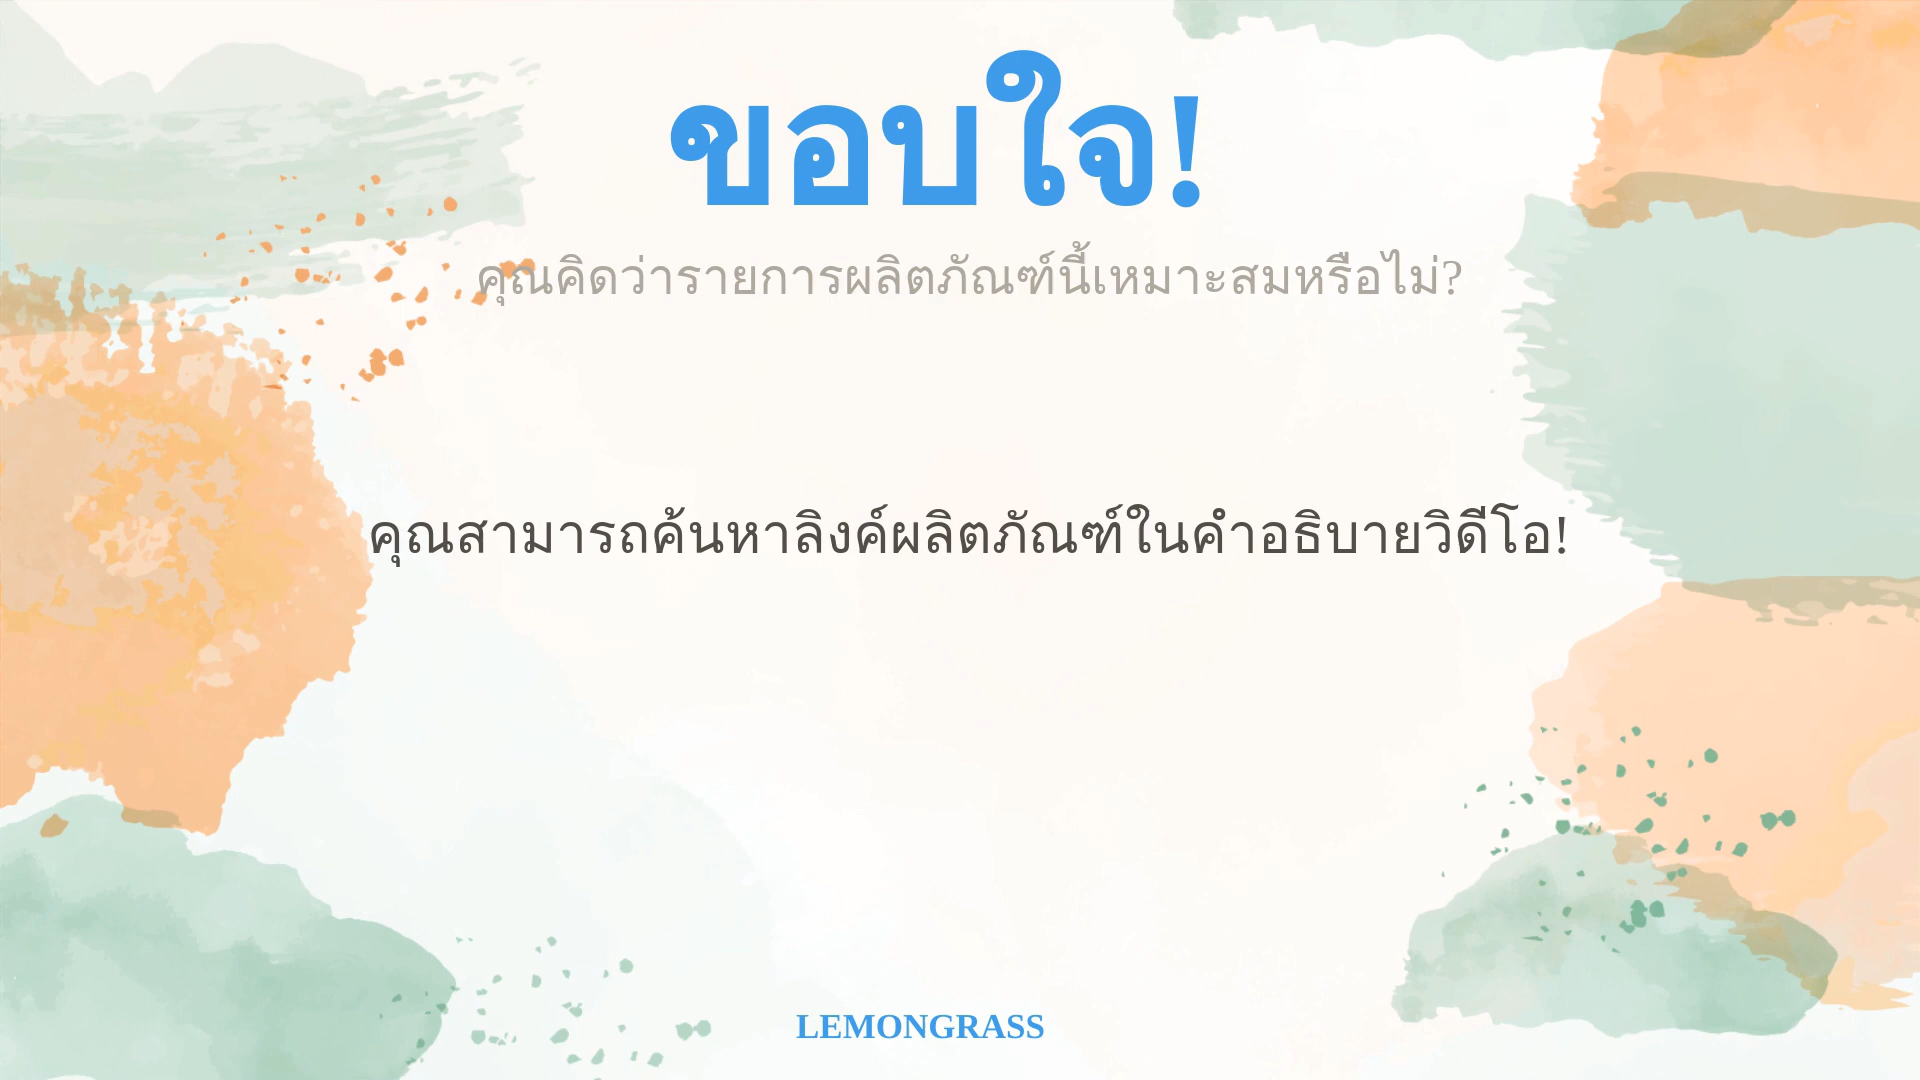 ขอบใจ!
คุณคิดว่ารายการผลิตภัณฑ์นี้เหมาะสมหรือไม่?
คุณสามารถค้นหาลิงค์ผลิตภัณฑ์ในคำอธิบายวิดีโอ!
LEMONGRASS